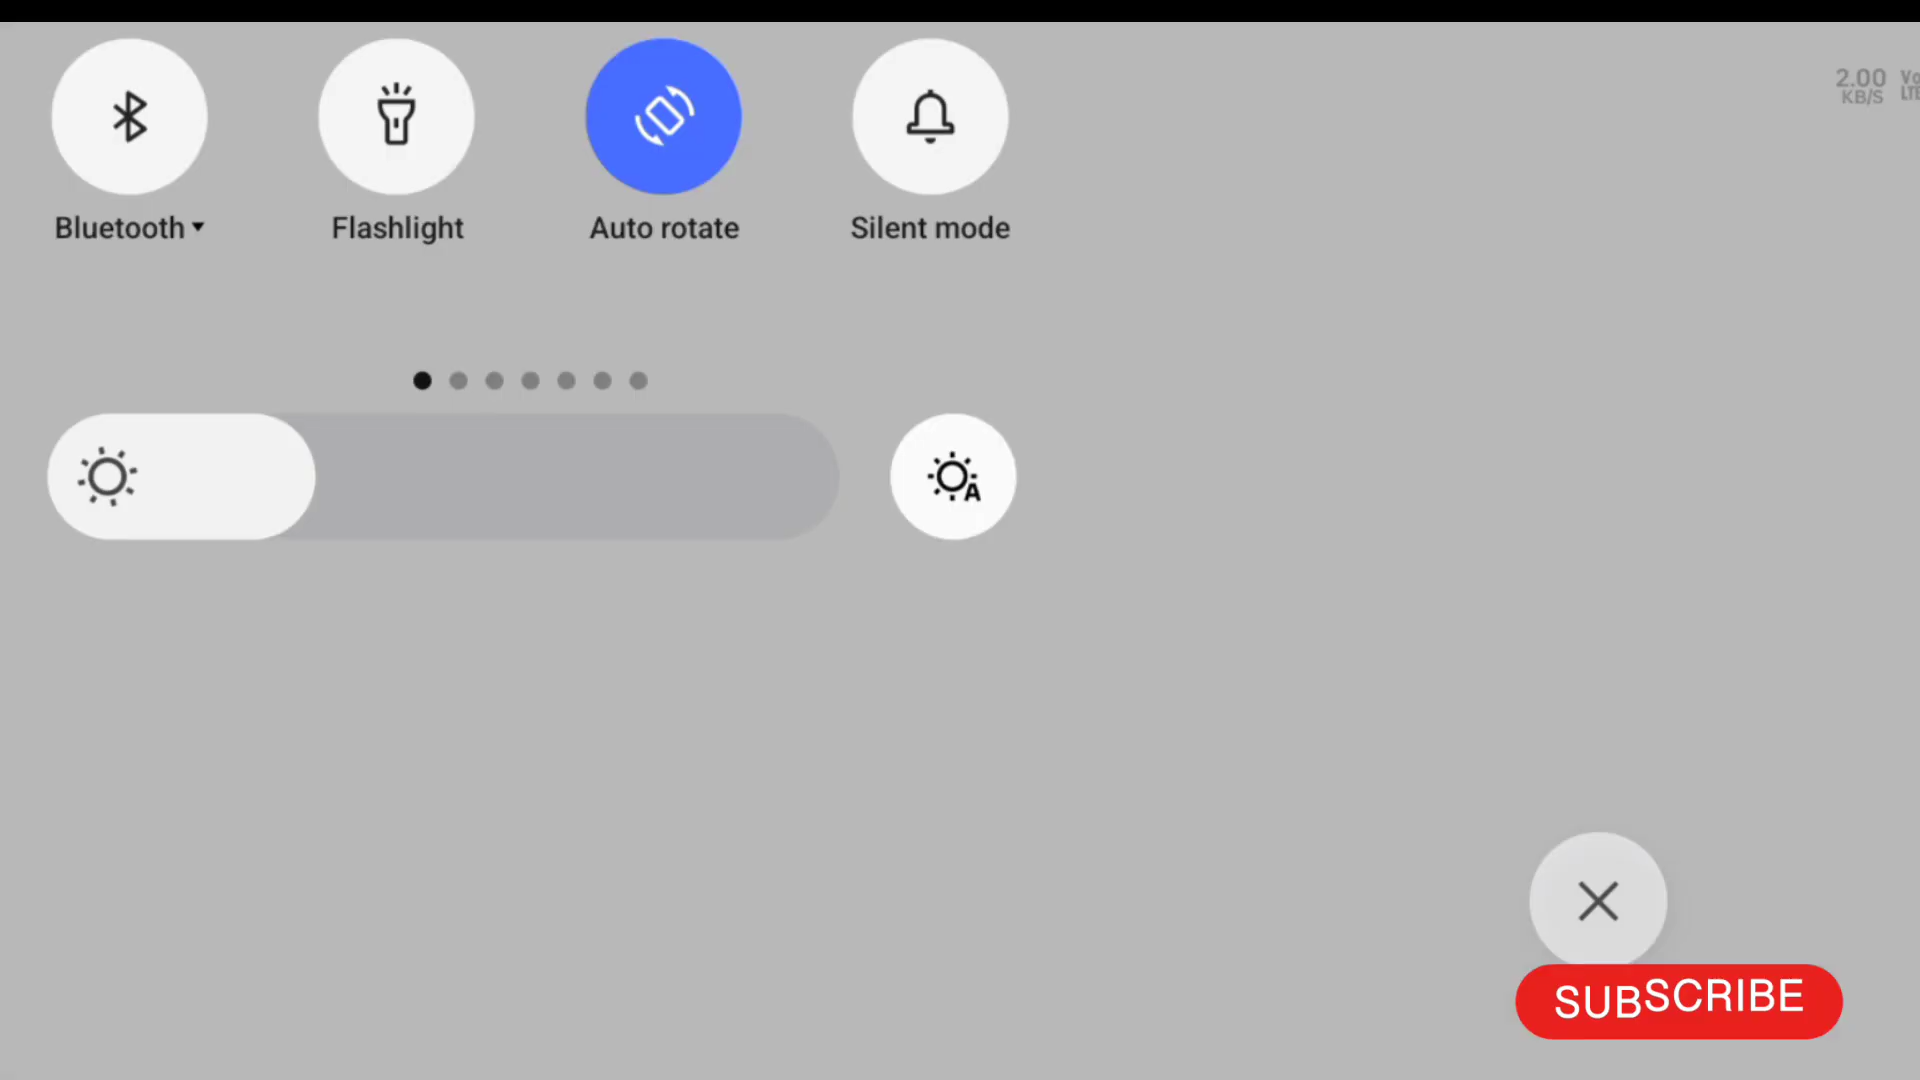 2.00
KB/S
Bluetooth
Flashlight
Auto rotate
Silent mode
A
SUBSCRIBE